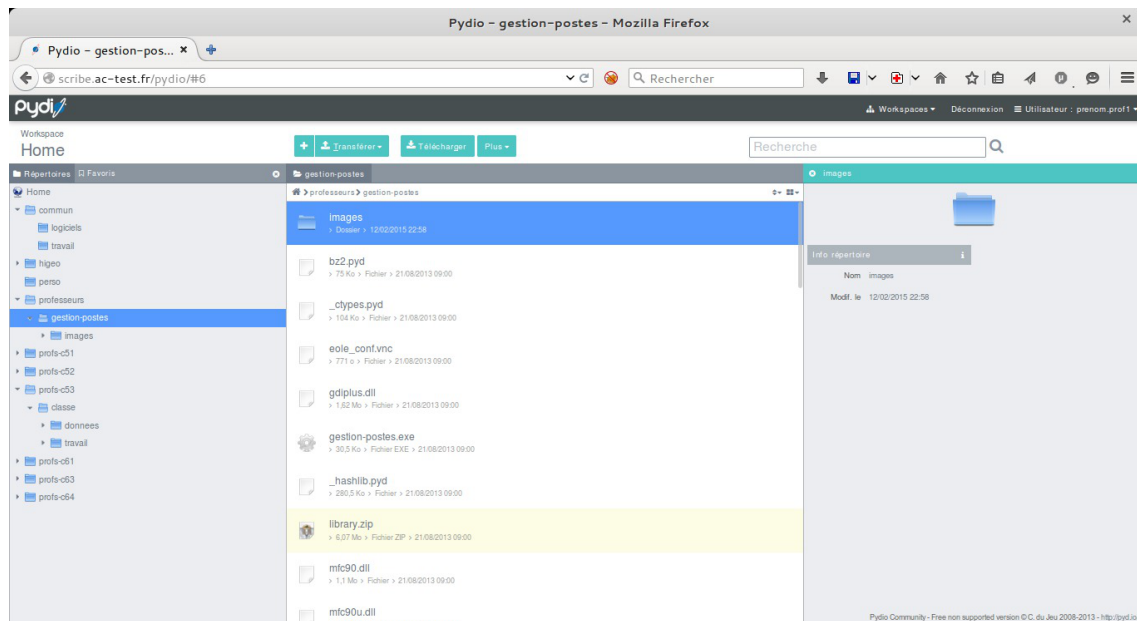 Pydio - gestion-postes - Mozilla Firefox
Pydio - gestion-pos...
scribe.ac-test.fr/pydio/#6
Rechercher
Pydio
Workspaces
Déconnexion
Utilisateur : prenom.prof1
Workspace
Home
Transférer
Télécharger
Plus
Recherche
Répertoires
Favoris
Home
commun
logiciels
travail
higeo
perso
professeurs
gestion-postes
images
profs-c51
profs-c52
profs-c53
classe
donnees
travail
profs-c61
profs-c63
profs-c64
gestion-postes
> professeurs > gestion-postes
images
> Dossier > 12/02/2015 22:58
bz2.pyd
> 75 Ko > Fichier > 21/08/2013 09:00
_ctypes.pyd
> 104 Ko > Fichier > 21/08/2013 09:00
eole_conf.vnc
> 771 o > Fichier > 21/08/2013 09:00
gdiplus.dll
> 1,62 Mo > Fichier > 21/08/2013 09:00
gestion-postes.exe
> 30,5 Ko > Fichier EXE > 21/08/2013 09:00
_hashlib.pyd
> 280,5 Ko > Fichier > 21/08/2013 09:00
library.zip
> 6,07 Mo > Fichier ZIP > 21/08/2013 09:00
mfc90.dll
> 1,1 Mo > Fichier > 21/08/2013 09:00
mfc90u.dll
images
Info répertoire
Nom images
Modif. le 12/02/2015 22:58
Pydio Community - Free non supported version © C. du Jeu 2008-2013 - http://pyd.io